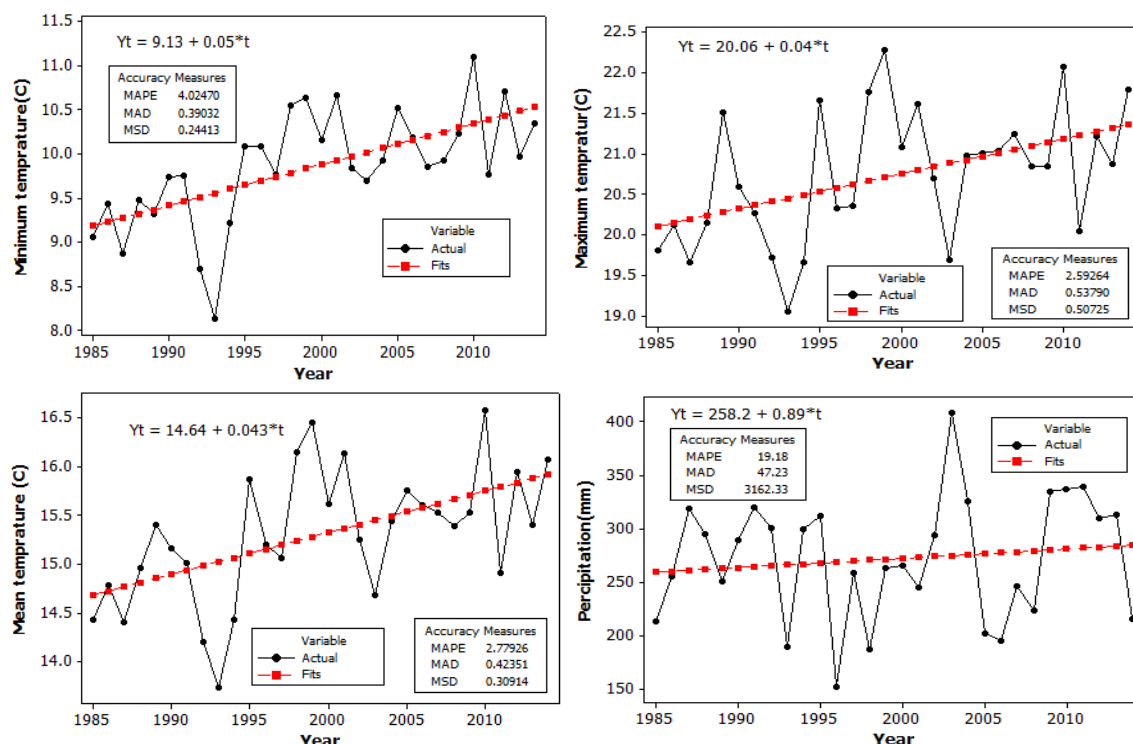 Minimum temprature(C)
11.5
11.0
10.5
10.0
9.5
9.0
8.5
8.0
Yt = 9.13 + 0.05*t
Accuracy Measures
MAPE 4.02470
MAD 0.39032
MSD 0.24413
Variable
Actual
Fits
1985 1990 1995 2000 2005 2010
Year
Maximum tempratur(C)
22.5
22.0
21.5
21.0
20.5
20.0
19.5
19.0
Yt = 20.06 + 0.04*t
Variable
Actual
Fits
Accuracy Measures
MAPE 2.59264
MAD 0.53790
MSD 0.50725
1985 1990 1995 2000 2005 2010
Year
Mean temprature (C)
16.5
16.0
15.5
15.0
14.5
14.0
Yt = 14.64 + 0.043*t
Variable
Actual
Fits
Accuracy Measures
MAPE 2.77926
MAD 0.42351
MSD 0.30914
1985 1990 1995 2000 2005 2010
Year
Percipitation(mm)
400
350
300
250
200
150
Yt = 258.2 + 0.89*t
Accuracy Measures
MAPE 19.18
MAD 47.23
MSD 3162.33
Variable
Actual
Fits
1985 1990 1995 2000 2005 2010
Year